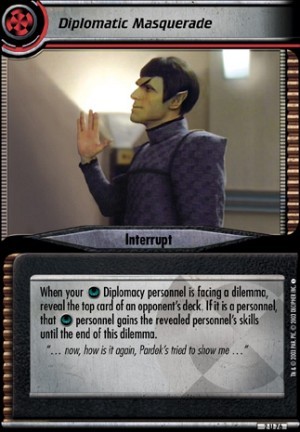 Diplomatic Masquerade
Interrupt
When your Diplomacy personnel is facing a dilemma,
reveal the top card of an opponent's deck. If it is a personnel,
that personnel gains the revealed personnel's skills
until the end of this dilemma.
"... now, how is it again, Pardek's tried to show me ..."
2 U 76